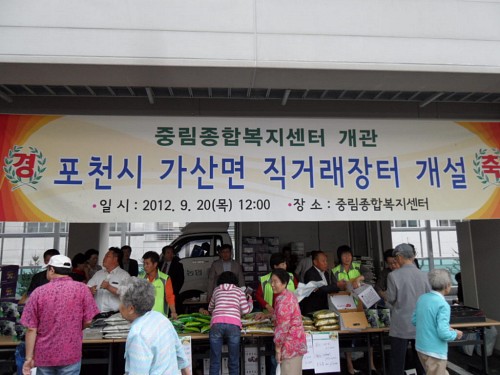 중림종합복지센터 개관
경 포천시 가산면 직거래장터 개설 축
•일 시 : 2012. 9. 20(목) 12:00 •장 소 : 중림종합복지센터